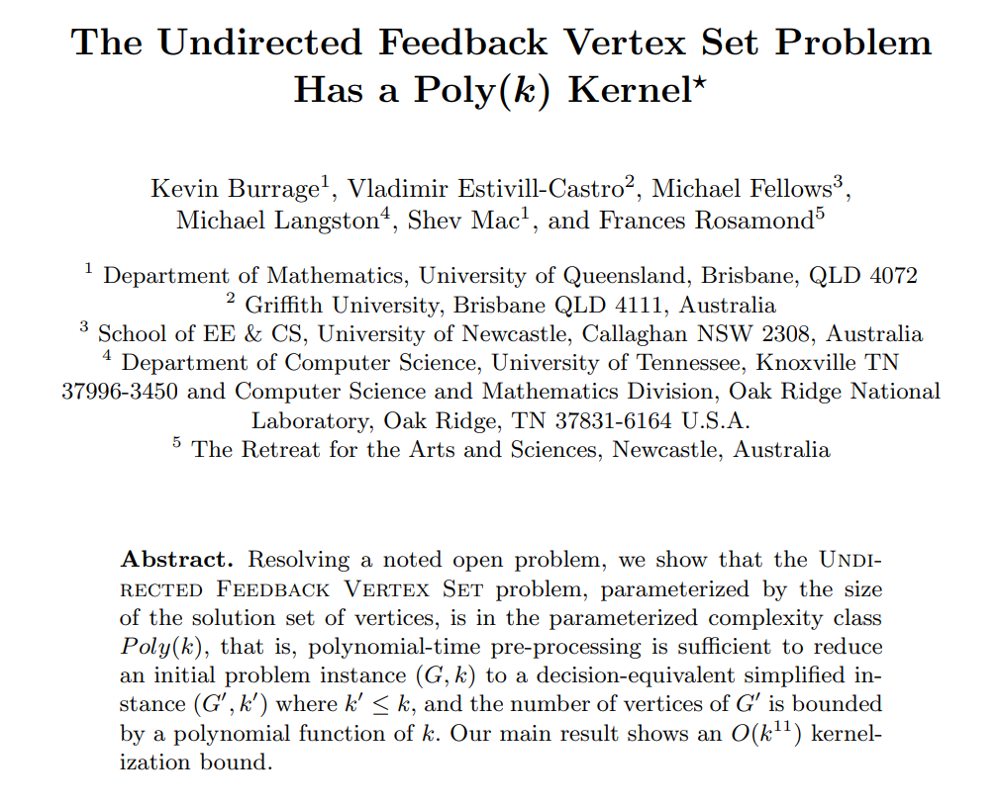 The Undirected Feedback Vertex Set Problem
Has a Poly(k) Kernel⋆
Kevin Burrage¹, Vladimir Estivill-Castro², Michael Fellows³,
Michael Langston⁴, Shev Mac¹, and Frances Rosamond⁵
¹ Department of Mathematics, University of Queensland, Brisbane, QLD 4072
² Griffith University, Brisbane QLD 4111, Australia
³ School of EE & CS, University of Newcastle, Callaghan NSW 2308, Australia
⁴ Department of Computer Science, University of Tennessee, Knoxville TN
37996-3450 and Computer Science and Mathematics Division, Oak Ridge National
Laboratory, Oak Ridge, TN 37831-6164 U.S.A.
⁵ The Retreat for the Arts and Sciences, Newcastle, Australia
Abstract. Resolving a noted open problem, we show that the Undi-
rected Feedback Vertex Set problem, parameterized by the size
of the solution set of vertices, is in the parameterized complexity class
Poly(k), that is, polynomial-time pre-processing is sufficient to reduce
an initial problem instance (G, k) to a decision-equivalent simplified in-
stance (G′, k′) where k′ ≤ k, and the number of vertices of G′ is bounded
by a polynomial function of k. Our main result shows an O(k¹¹) kernel-
ization bound.